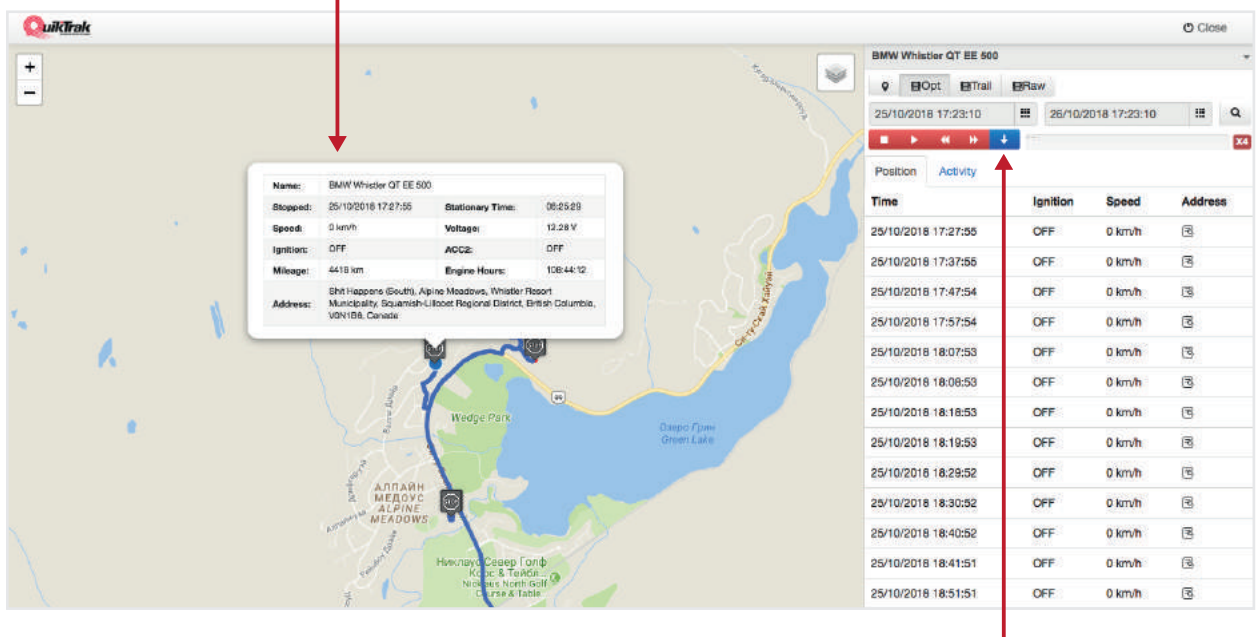 QuikTrak
Close
+
−
BMW Whistler QT EE 500
Opt Trail Raw
25/10/2018 17:23:10 26/10/2018 17:23:10
X4
Position Activity
Time Ignition Speed Address
25/10/2018 17:27:55 OFF 0 km/h
25/10/2018 17:37:55 OFF 0 km/h
25/10/2018 17:47:54 OFF 0 km/h
25/10/2018 17:57:54 OFF 0 km/h
25/10/2018 18:07:53 OFF 0 km/h
25/10/2018 18:08:53 OFF 0 km/h
25/10/2018 18:18:53 OFF 0 km/h
25/10/2018 18:19:53 OFF 0 km/h
25/10/2018 18:29:52 OFF 0 km/h
25/10/2018 18:30:52 OFF 0 km/h
25/10/2018 18:40:52 OFF 0 km/h
25/10/2018 18:41:51 OFF 0 km/h
25/10/2018 18:51:51 OFF 0 km/h
Name: BMW Whistler QT EE 500
Stopped: 25/10/2018 17:27:55 Stationary Time: 06:25:29
Speed: 0 km/h Voltage: 12.28 V
Ignition: OFF ACC2: OFF
Mileage: 4418 km Engine Hours: 108:44:12
Shit Happens (South), Alpine Meadows, Whistler Resort
Address: Municipality, Squamish-Lillooet Regional District, British Columbia,
V0N1B8, Canada
Си-ту-Скай Хайуэй
99
Wedge Park
Озеро Грин
Green Lake
АЛПАЙН
МЕДОУС
ALPINE
MEADOWS
Никлаус Север Голф
Корс & Тейбл
Nicklaus North Golf
Course & Table